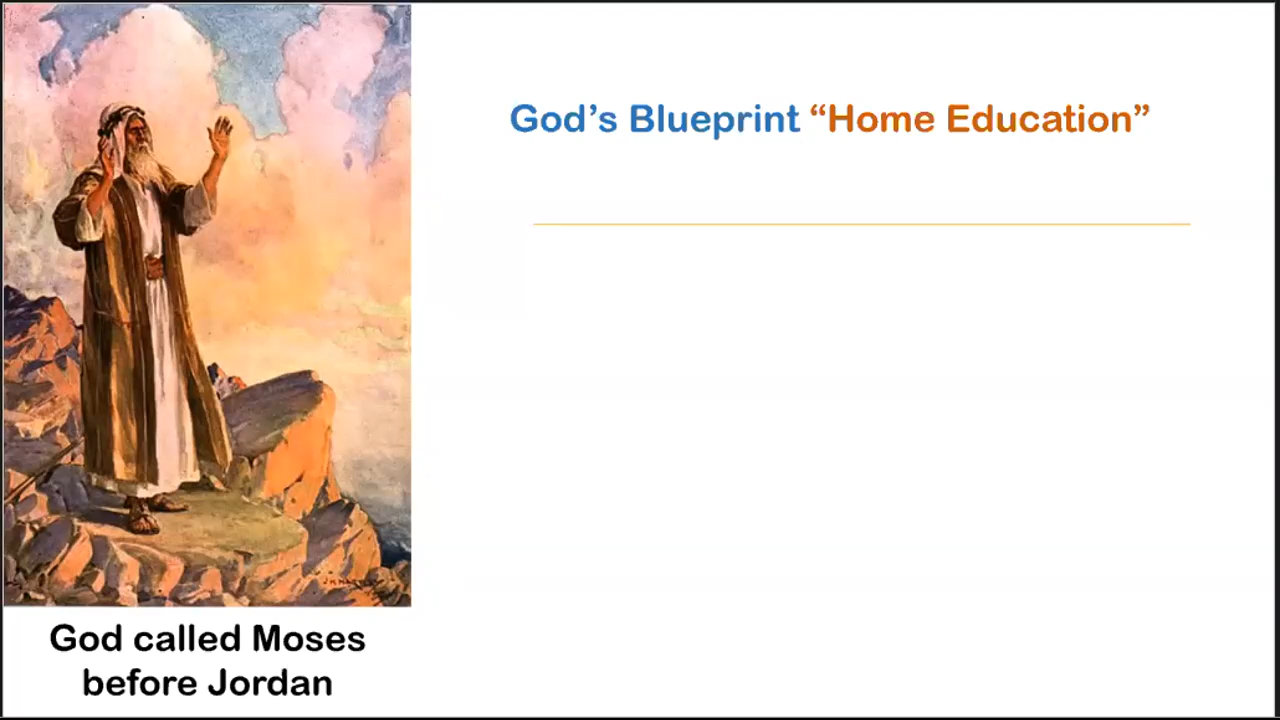 God’s Blueprint “Home Education”
God called Moses
before Jordan